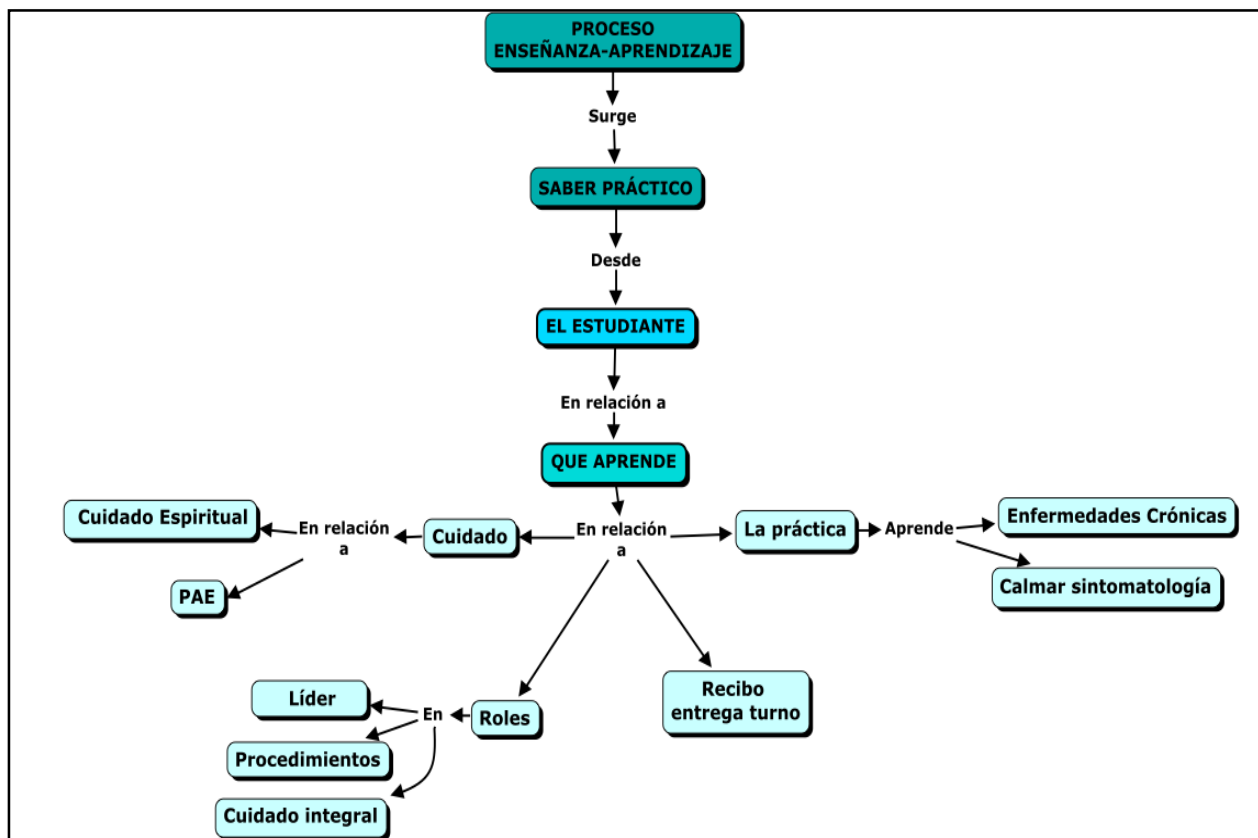 PROCESO
ENSEÑANZA-APRENDIZAJE
Surge
SABER PRÁCTICO
Desde
EL ESTUDIANTE
En relación a
QUE APRENDE
En relación
a
Cuidado
En relación
a
Cuidado Espiritual
PAE
La práctica
Aprende
Enfermedades Crónicas
Calmar sintomatología
Roles
En
Líder
Procedimientos
Cuidado integral
Recibo
entrega turno